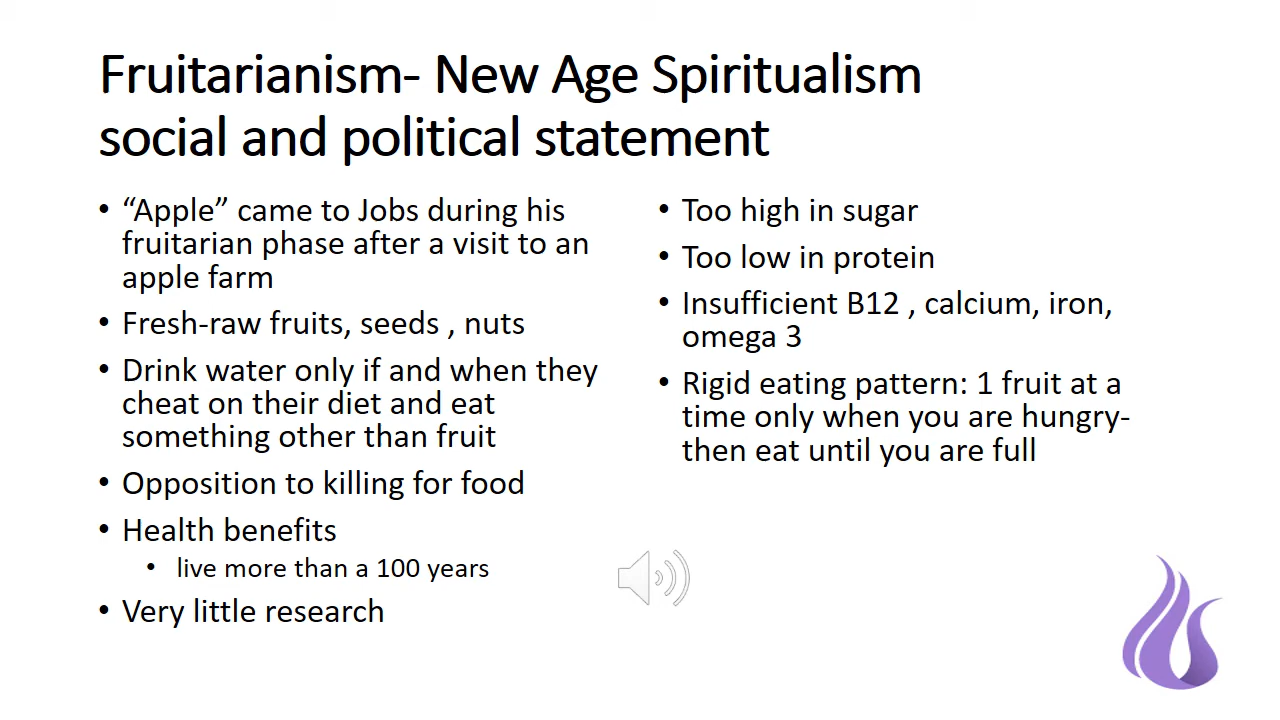 Fruitarianism- New Age Spiritualism
social and political statement
• “Apple” came to Jobs during his
fruitarian phase after a visit to an
apple farm
• Fresh-raw fruits, seeds , nuts
• Drink water only if and when they
cheat on their diet and eat
something other than fruit
• Opposition to killing for food
• Health benefits
• live more than a 100 years
• Very little research
• Too high in sugar
• Too low in protein
• Insufficient B12 , calcium, iron,
omega 3
• Rigid eating pattern: 1 fruit at a
time only when you are hungry-
then eat until you are full